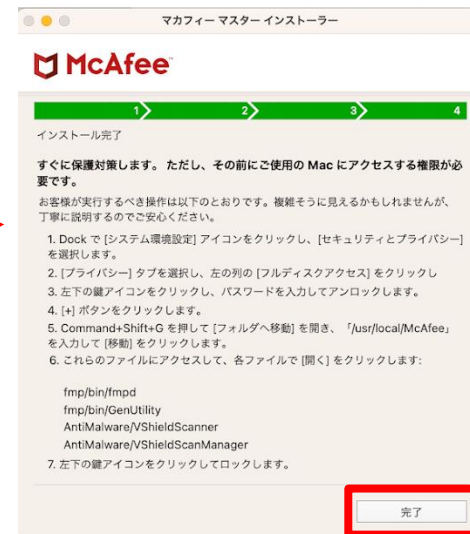 マカフィー マスター インストーラー
McAfee
1 2 3 4
インストール完了
すぐに保護対策します。 ただし、その前にご使用の Mac にアクセスする権限が必
要です。
お客様が実行するべき操作は以下のとおりです。複雑そうに見えるかもしれませんが、
丁寧に説明するのでご安心ください。
1. Dock で [システム環境設定] アイコンをクリックし、[セキュリティとプライバシー]
を選択します。
2. [プライバシー] タブを選択し、左の列の [フルディスクアクセス] をクリックし
3. 左下の鍵アイコンをクリックし、パスワードを入力してアンロックします。
4. [+] ボタンをクリックします。
5. Command+Shift+G を押して [フォルダへ移動] を開き、「/usr/local/McAfee」
を入力して [移動] をクリックします。
6. これらのファイルにアクセスして、各ファイルで [開く] をクリックします:
fmp/bin/fmpd
fmp/bin/GenUtility
AntiMalware/VShieldScanner
AntiMalware/VShieldScanManager
7. 左下の鍵アイコンをクリックしてロックします。
完了